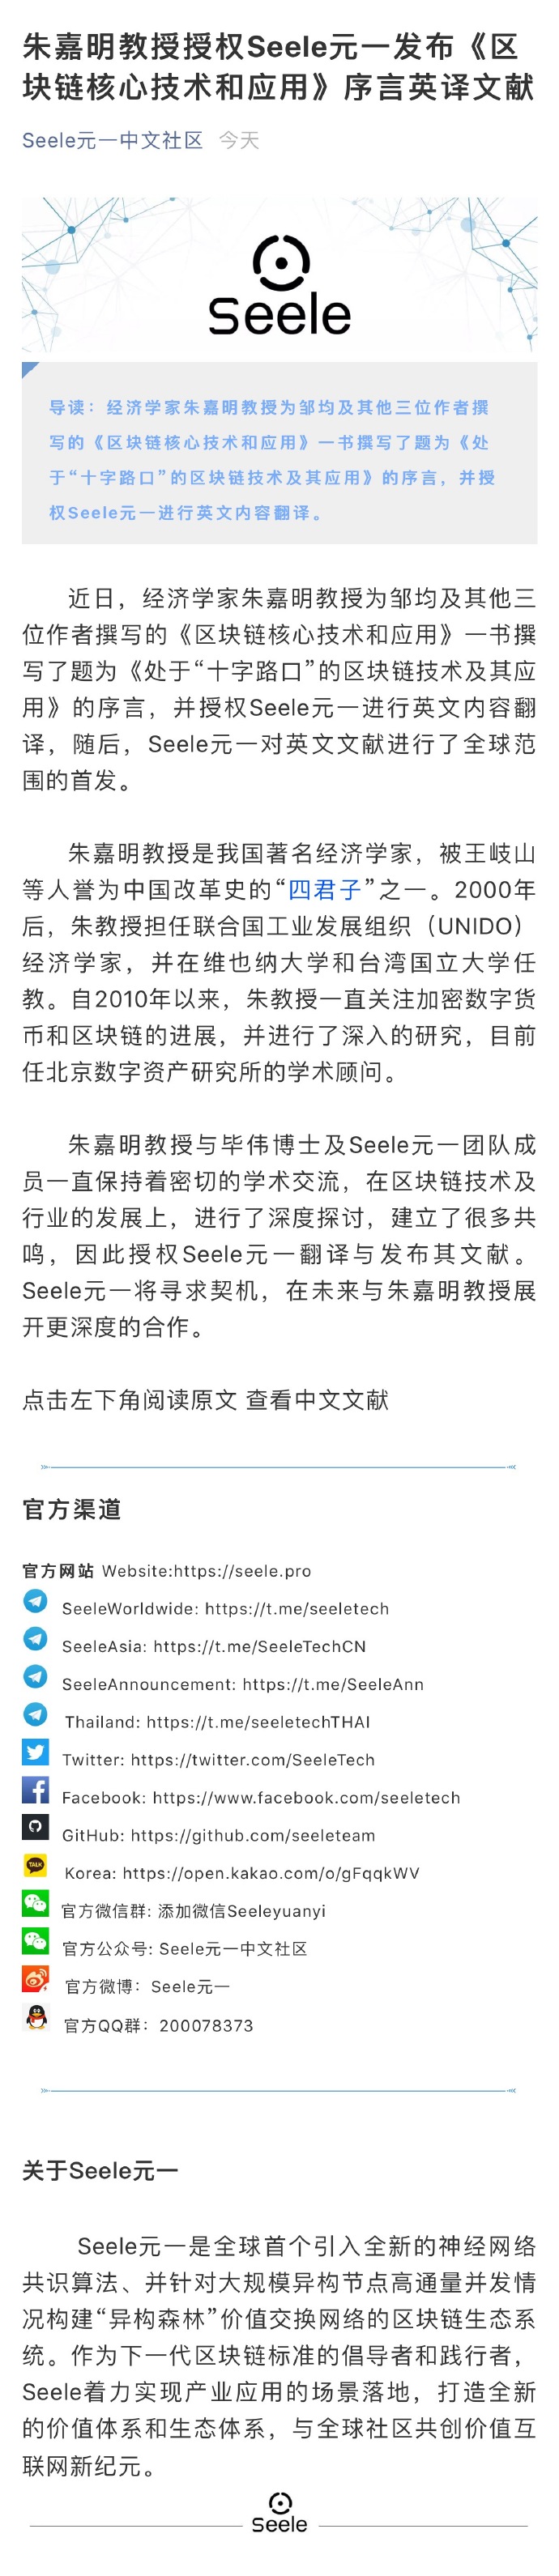 朱嘉明教授授权Seele元一发布《区
块链核心技术和应用》序言英译文献
Seele元一中文社区 今天
Seele
导读：经济学家朱嘉明教授为邹均及其他三位作者撰
写的《区块链核心技术和应用》一书撰写了题为《处
于“十字路口”的区块链技术及其应用》的序言，并授
权Seele元一进行英文内容翻译。
近日，经济学家朱嘉明教授为邹均及其他三
位作者撰写的《区块链核心技术和应用》一书撰
写了题为《处于“十字路口”的区块链技术及其应
用》的序言，并授权Seele元一进行英文内容翻
译，随后，Seele元一对英文文献进行了全球范
围的首发。
朱嘉明教授是我国著名经济学家，被王岐山
等人誉为中国改革史的“四君子”之一。2000年
后，朱教授担任联合国工业发展组织（UNIDO）
经济学家，并在维也纳大学和台湾国立大学任
教。自2010年以来，朱教授一直关注加密数字货
币和区块链的进展，并进行了深入的研究，目前
任北京数字资产研究所的学术顾问。
朱嘉明教授与毕伟博士及Seele元一团队成
员一直保持着密切的学术交流，在区块链技术及
行业的发展上，进行了深度探讨，建立了很多共
鸣，因此授权Seele元一翻译与发布其文献。
Seele元一将寻求契机，在未来与朱嘉明教授展
开更深度的合作。
点击左下角阅读原文 查看中文文献
官方渠道
官方网站 Website:https://seele.pro
SeeleWorldwide: https://t.me/seeletech
SeeleAsia: https://t.me/SeeleTechCN
SeeleAnnouncement: https://t.me/SeeleAnn
Thailand: https://t.me/seeletechTHAI
Twitter: https://twitter.com/SeeleTech
Facebook: https://www.facebook.com/seeletech
GitHub: https://github.com/seeleteam
TALK
Korea: https://open.kakao.com/o/gFqqkWV
官方微信群: 添加微信Seeleyuanyi
官方公众号: Seele元一中文社区
官方微博：Seele元一
官方QQ群：200078373
关于Seele元一
Seele元一是全球首个引入全新的神经网络
共识算法、并针对大规模异构节点高通量并发情
况构建“异构森林”价值交换网络的区块链生态系
统。作为下一代区块链标准的倡导者和践行者，
Seele着力实现产业应用的场景落地，打造全新
的价值体系和生态体系，与全球社区共创价值互
联网新纪元。
Seele